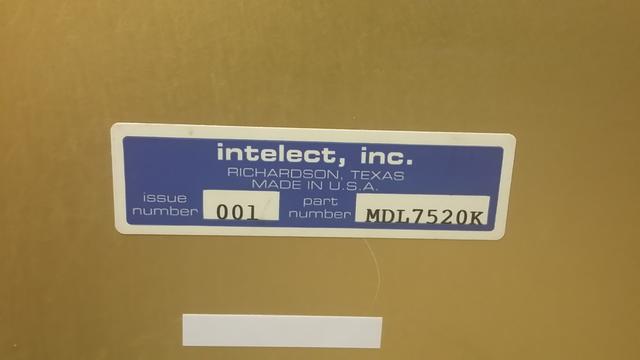 intelect, inc.
RICHARDSON, TEXAS
MADE IN U.S.A.
issue number 001 part number MDL7520K